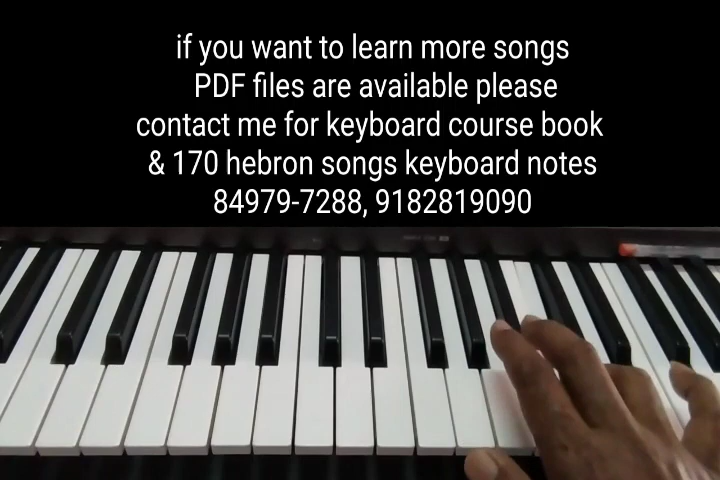 if you want to learn more songs
PDF files are available please
contact me for keyboard course book
& 170 hebron songs keyboard notes
84979-7288, 9182819090